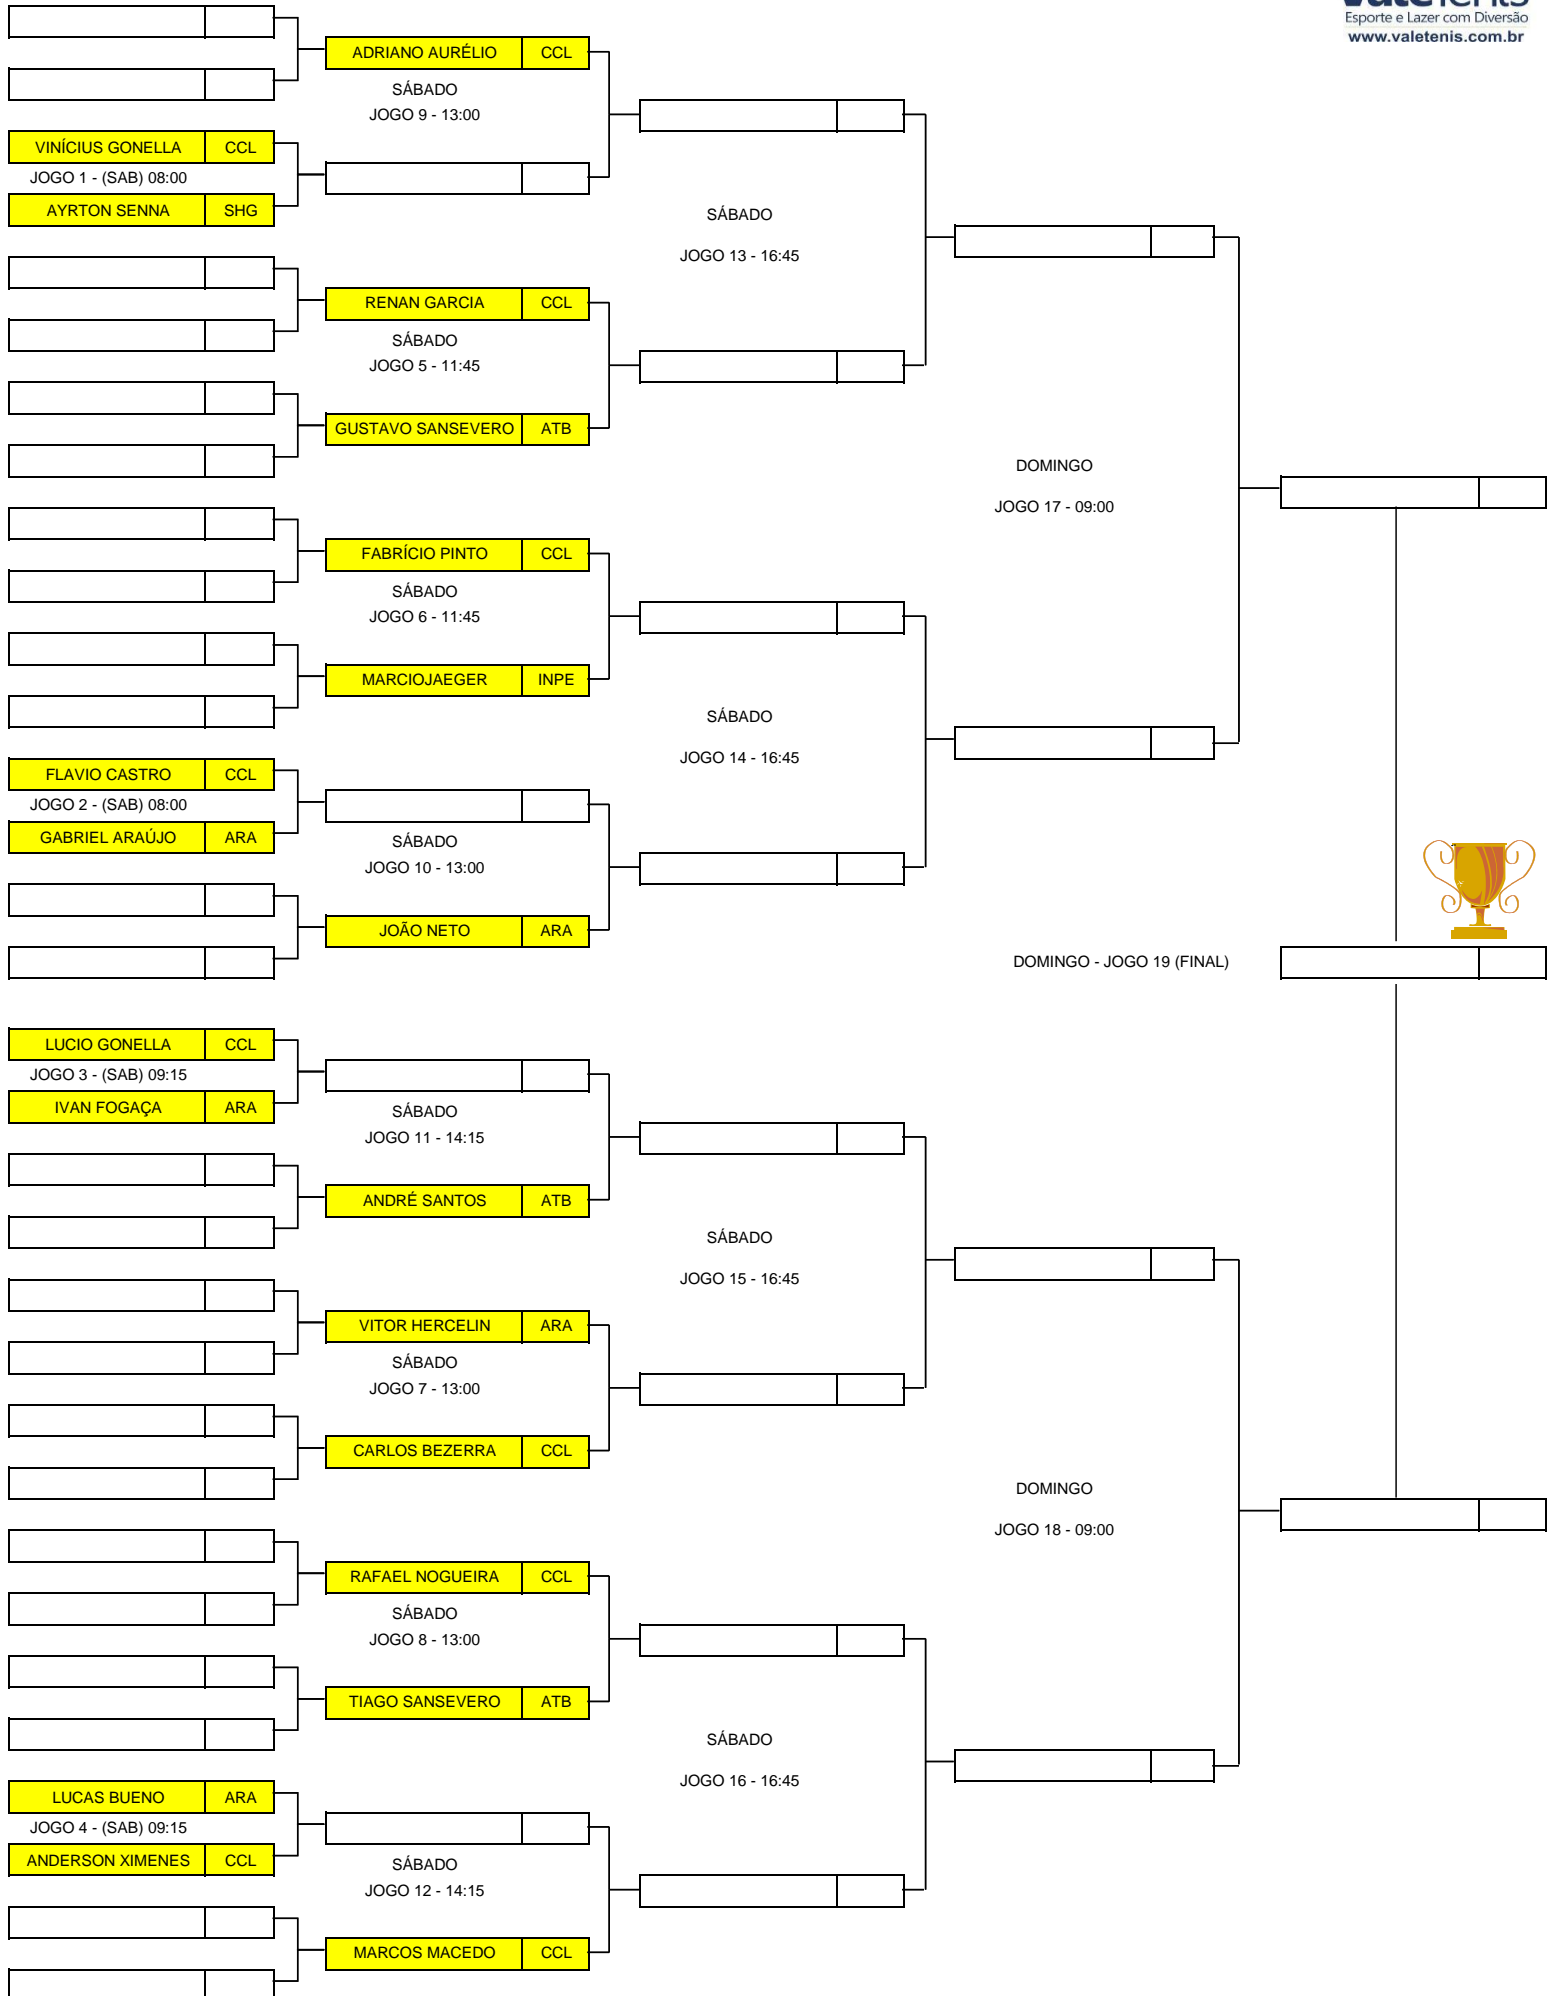 ValeTenis
Esporte e Lazer com Diversão
www.valetenis.com.br
ADRIANO AURÉLIO CCL
SÁBADO
JOGO 9 - 13:00
VINÍCIUS GONELLA CCL
JOGO 1 - (SAB) 08:00
AYRTON SENNA SHG
SÁBADO
JOGO 13 - 16:45
RENAN GARCIA CCL
SÁBADO
JOGO 5 - 11:45
GUSTAVO SANSEVERO ATB
DOMINGO
JOGO 17 - 09:00
FABRÍCIO PINTO CCL
SÁBADO
JOGO 6 - 11:45
MARCIOJAEGER INPE
SÁBADO
JOGO 14 - 16:45
FLAVIO CASTRO CCL
JOGO 2 - (SAB) 08:00
GABRIEL ARAÚJO ARA
SÁBADO
JOGO 10 - 13:00
JOÃO NETO ARA
DOMINGO - JOGO 19 (FINAL)
LUCIO GONELLA CCL
JOGO 3 - (SAB) 09:15
IVAN FOGAÇA ARA
SÁBADO
JOGO 11 - 14:15
ANDRÉ SANTOS ATB
SÁBADO
JOGO 15 - 16:45
VITOR HERCELIN ARA
SÁBADO
JOGO 7 - 13:00
CARLOS BEZERRA CCL
DOMINGO
JOGO 18 - 09:00
RAFAEL NOGUEIRA CCL
SÁBADO
JOGO 8 - 13:00
TIAGO SANSEVERO ATB
SÁBADO
JOGO 16 - 16:45
LUCAS BUENO ARA
JOGO 4 - (SAB) 09:15
ANDERSON XIMENES CCL
SÁBADO
JOGO 12 - 14:15
MARCOS MACEDO CCL